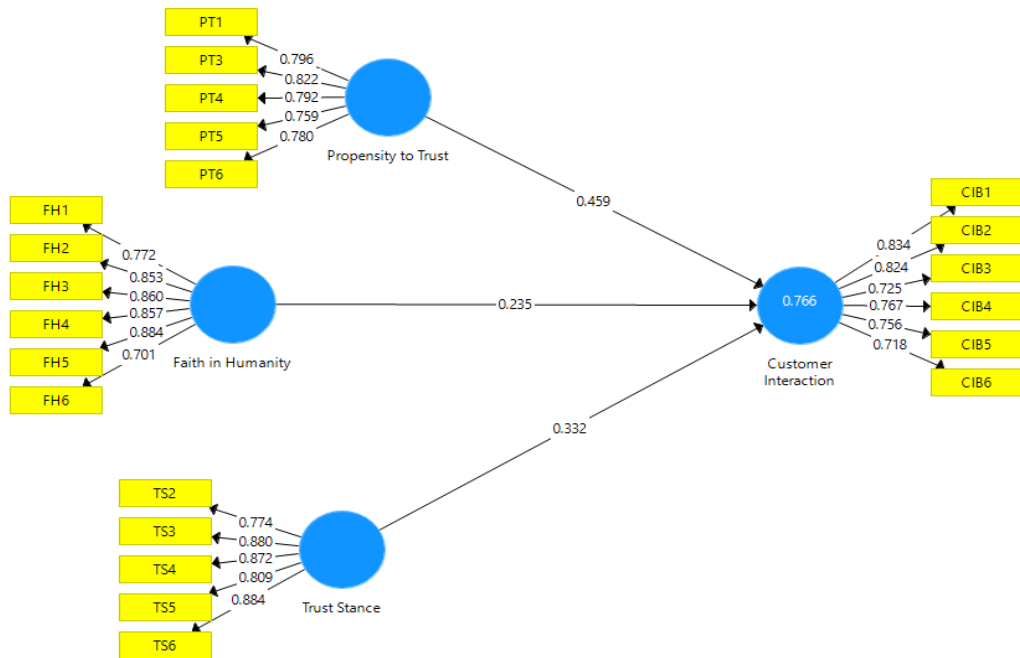 PT1
PT3
PT4
PT5
PT6
0.796
0.822
0.792
0.759
0.780
Propensity to Trust
0.459
FH1
FH2
FH3
FH4
FH5
FH6
0.772
0.853
0.860
0.857
0.884
0.701
Faith in Humanity
0.235
TS2
TS3
TS4
TS5
TS6
0.774
0.880
0.872
0.809
0.884
Trust Stance
0.332
0.766
Customer
Interaction
0.834
0.824
0.725
0.767
0.756
0.718
CIB1
CIB2
CIB3
CIB4
CIB5
CIB6